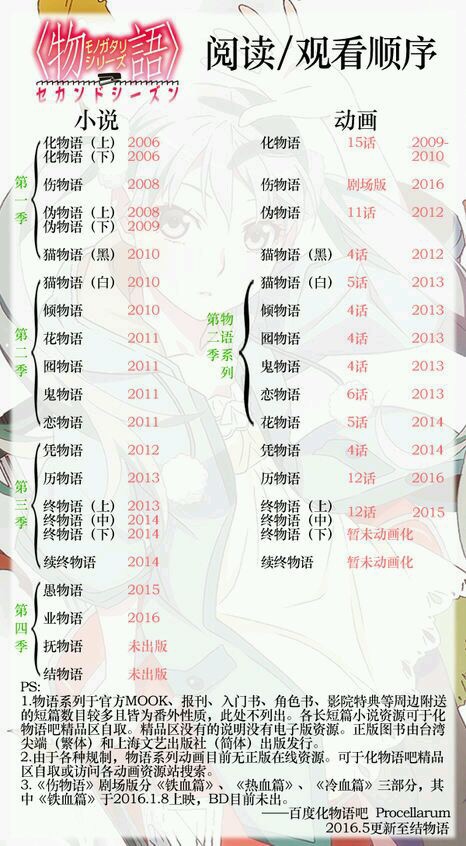 〈物語〉
モノガタリ
シリーズ
セカンドシーズン
阅读/观看顺序
小说
第一季
化物语（上） 2006
化物语（下） 2006
伤物语 2008
伪物语（上） 2008
伪物语（下） 2009
猫物语（黑） 2010
第二季
猫物语（白） 2010
倾物语 2010
花物语 2011
囮物语 2011
鬼物语 2011
恋物语 2011
第三季
凭物语 2012
历物语 2013
终物语（上） 2013
终物语（中） 2014
终物语（下） 2014
续终物语 2014
第四季
愚物语 2015
业物语 2016
抚物语 未出版
结物语 未出版
动画
化物语 15话 2009-
2010
伤物语 剧场版 2016
伪物语 11话 2012
猫物语（黑） 4话 2012
物语系列
第二季
猫物语（白） 5话 2013
倾物语 4话 2013
囮物语 4话 2013
鬼物语 4话 2013
恋物语 6话 2013
花物语 5话 2014
凭物语 4话 2014
历物语 12话 2016
终物语（上）
终物语（中） 12话 2015
终物语（下） 暂未动画化
续终物语 暂未动画化
PS:
1.物语系列于官方MOOK、报刊、入门书、角色书、影院特典等周边附送
的短篇数目较多且皆为番外性质，此处不列出。各长短篇小说资源可于化
物语吧精品区自取。精品区没有的说明没有电子版资源。正版图书由台湾
尖端（繁体）和上海文艺出版社（简体）出版发行。
2.由于各种规制，物语系列动画目前无正版在线资源。可于化物语吧精品
区自取或访问各动画资源站搜索。
3.《伤物语》剧场版分《铁血篇》、《热血篇》、《冷血篇》三部分，其
中《铁血篇》于2016.1.8上映，BD目前未出。
——百度化物语吧 Procellarum
2016.5更新至结物语